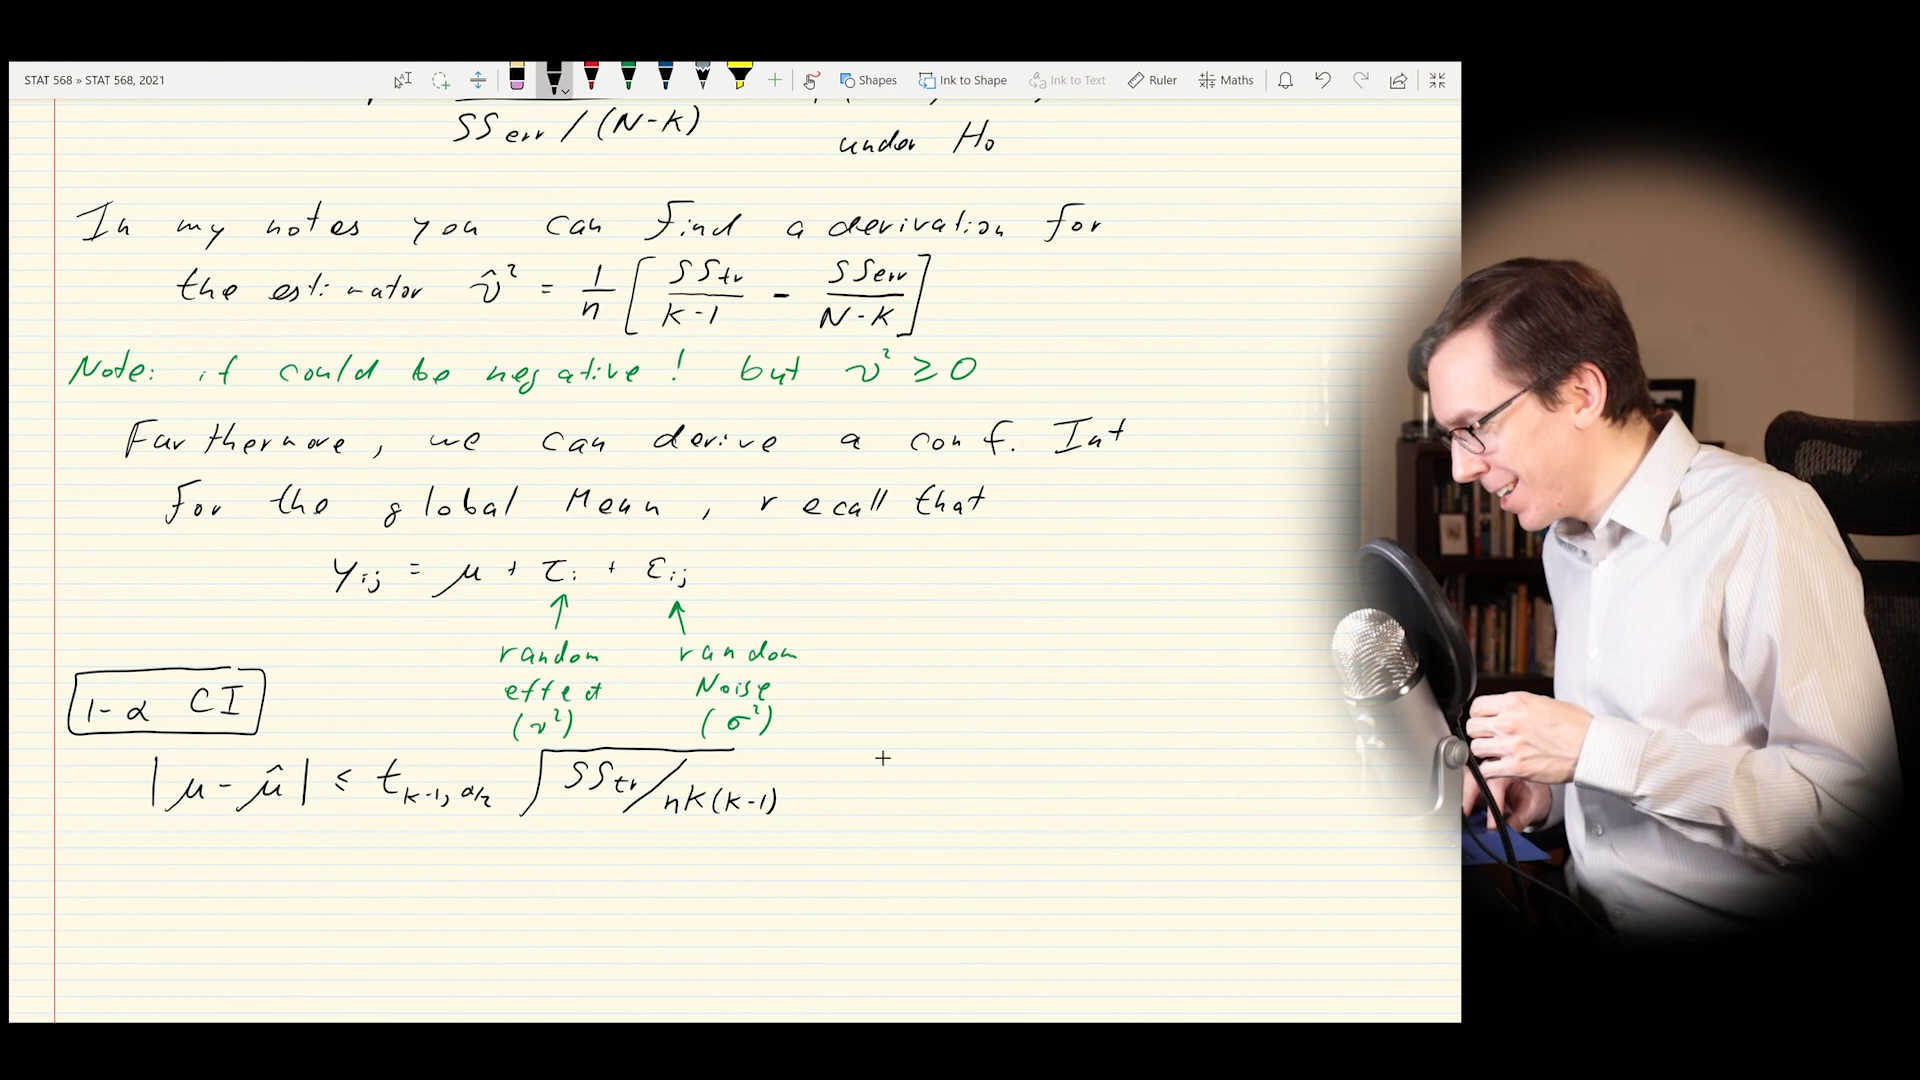 STAT 568 » STAT 568, 2021
Shapes Ink to Shape Ink to Text Ruler Maths
SSerr / (N-K)
under H₀
In my notes you can find a derivation for
the estimator ν̂² = 1/n [ SStr/(K-1) - SSerr/(N-K) ]
Note: it could be negative! but ν² ≥ 0
Furthermore, we can derive a conf. Int
For the global Mean, recall that
yᵢⱼ = μ + τᵢ + εᵢⱼ
↑ ↑
random random
effect Noise
(ν²) (σ²)
1-α CI
|μ - μ̂| ≤ t_{K-1, α/2} √(SStr / nK(K-1))